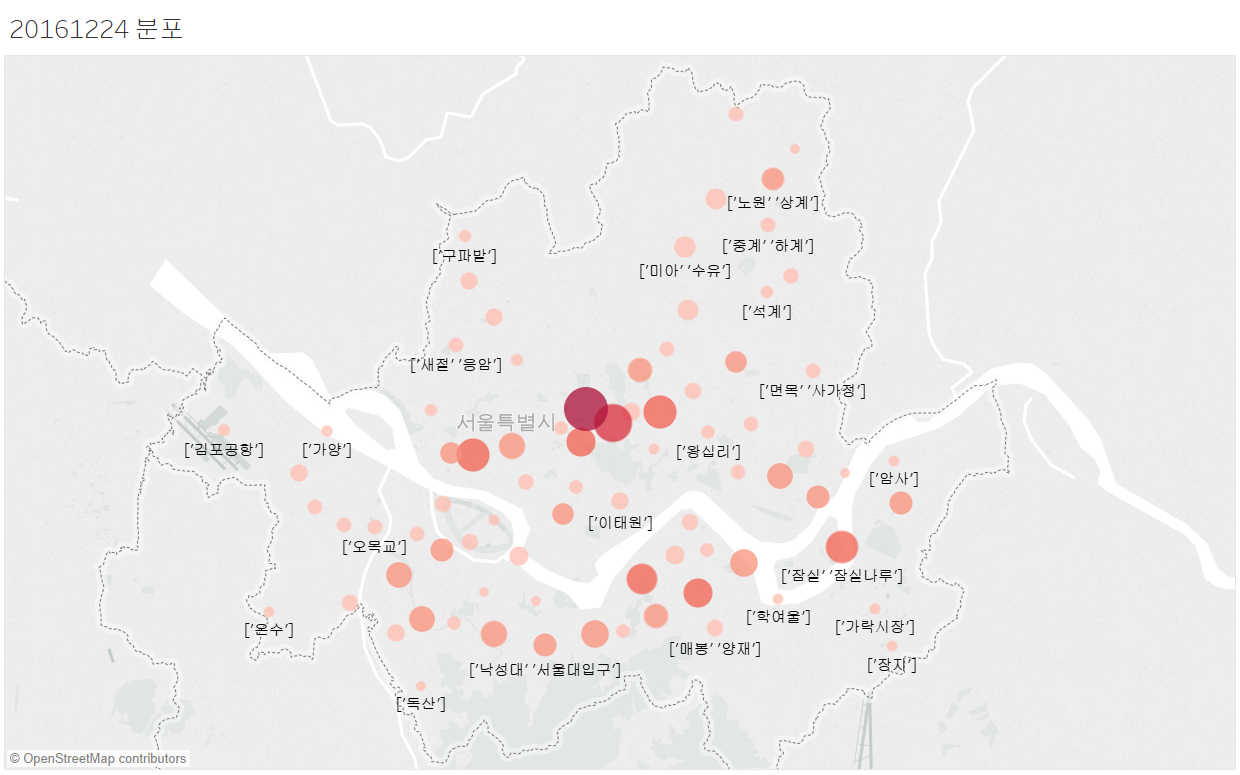 20161224 분포
['노원' '상계']
['중계' '하계']
['구파발']
['미아' '수유']
['석계']
['새절' '응암']
['면목' '사가정']
서울특별시
['김포공항']
['가양']
['왕십리']
['암사']
['이태원']
['오목교']
['잠실' '잠실나루']
['학여울']
['가락시장']
['온수']
['매봉' '양재']
['장지']
['낙성대' '서울대입구']
['독산']
© OpenStreetMap contributors